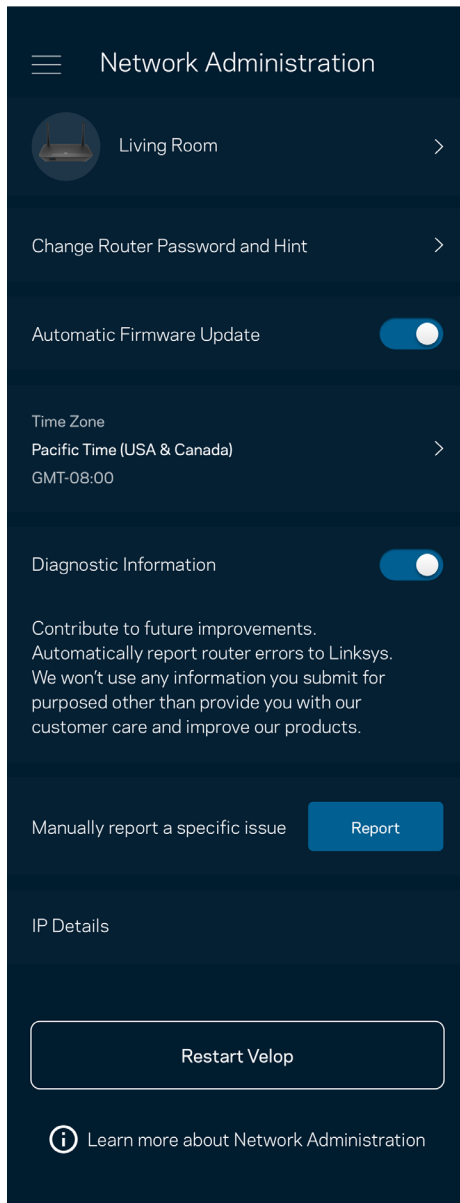 Network Administration
Living Room
Change Router Password and Hint
Automatic Firmware Update
Time Zone
Pacific Time (USA & Canada)
GMT-08:00
Diagnostic Information
Contribute to future improvements.
Automatically report router errors to Linksys.
We won't use any information you submit for
purposed other than provide you with our
customer care and improve our products.
Manually report a specific issue
Report
IP Details
Restart Velop
Learn more about Network Administration